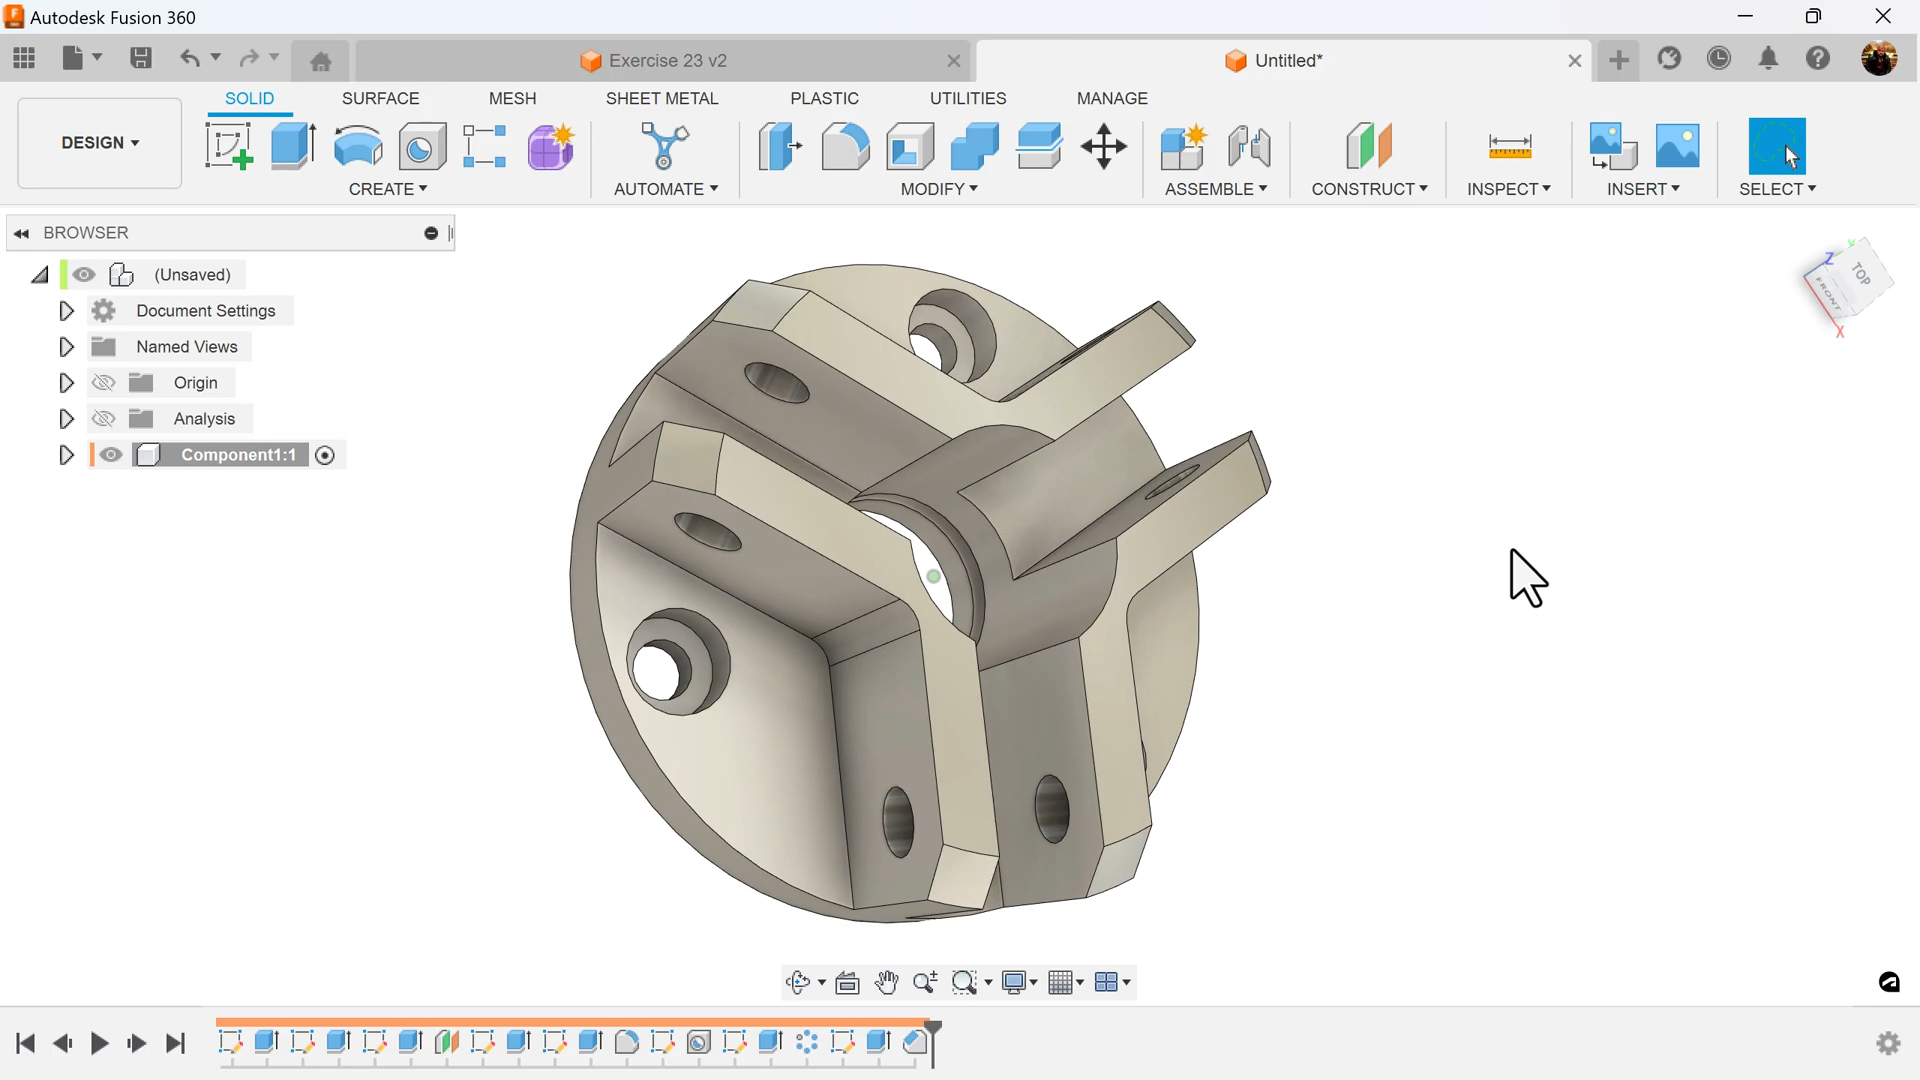 Autodesk Fusion 360
Exercise 23 v2
Untitled*
DESIGN
SOLID
SURFACE
MESH
SHEET METAL
PLASTIC
UTILITIES
MANAGE
CREATE
AUTOMATE
MODIFY
ASSEMBLE
CONSTRUCT
INSPECT
INSERT
SELECT
BROWSER
(Unsaved)
Document Settings
Named Views
Origin
Analysis
Component1:1
Z
Y
TOP
FRONT
X